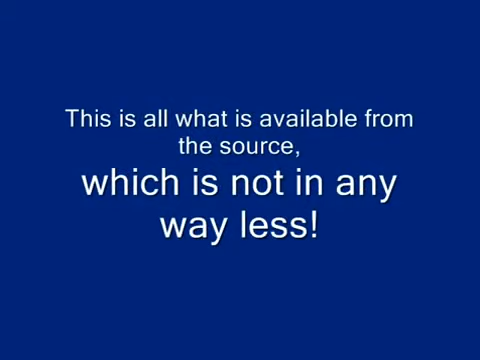 This is all what is available from
the source,
which is not in any
way less!